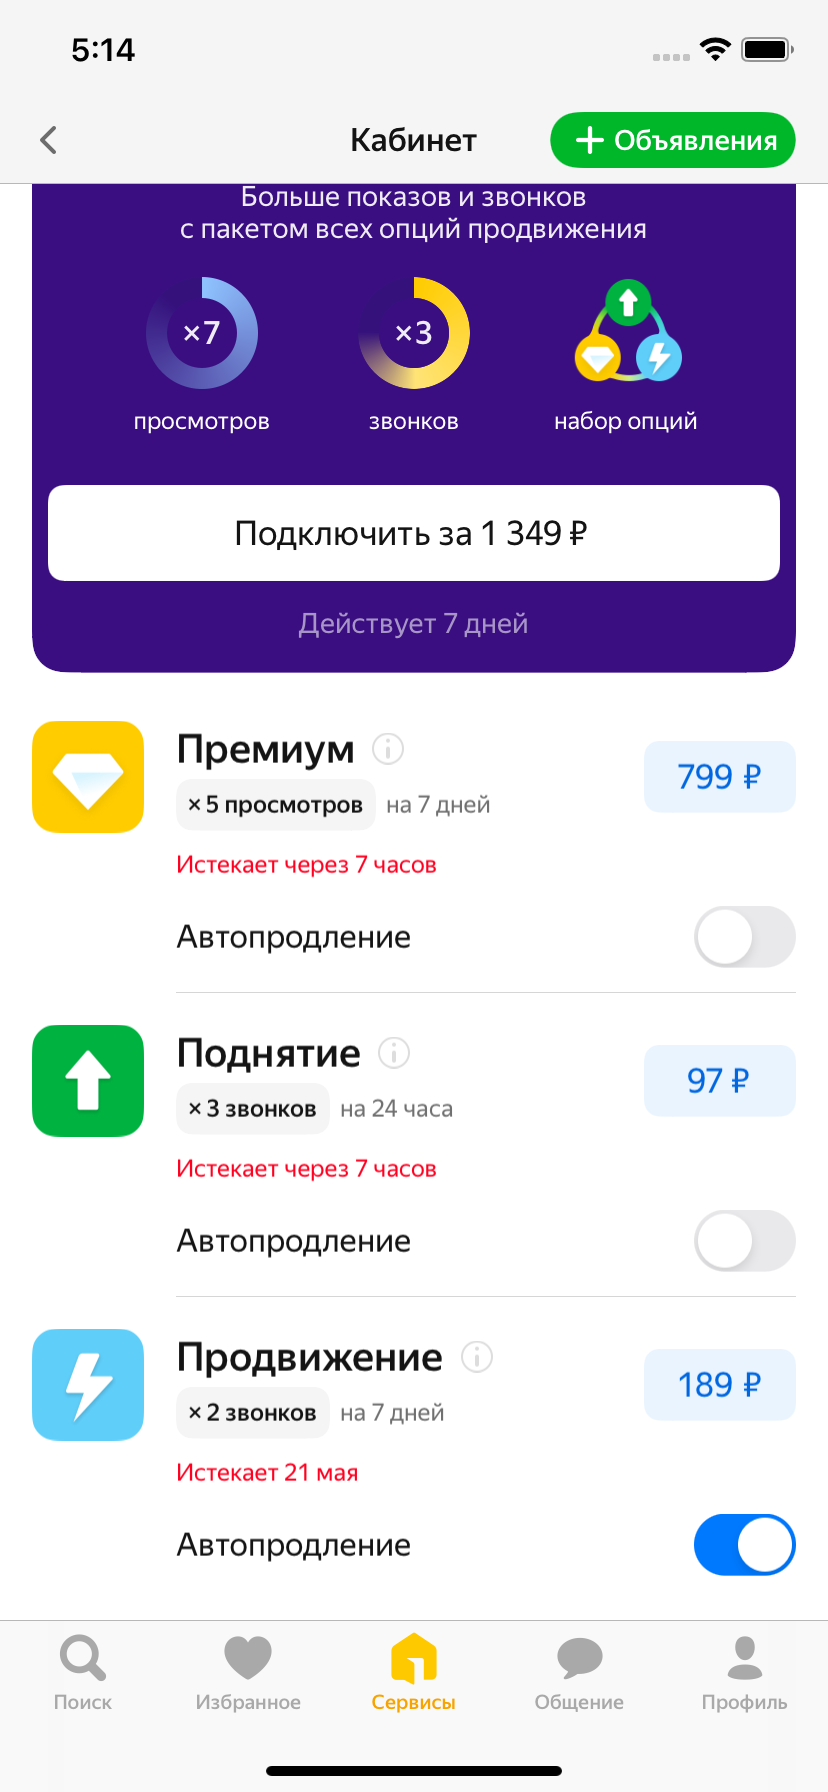 5:14
Кабинет
+ Объявления
Больше показов и звонков
с пакетом всех опций продвижения
×7
×3
просмотров
звонков
набор опций
Подключить за 1 349 ₽
Действует 7 дней
Премиум
799 ₽
× 5 просмотров на 7 дней
Истекает через 7 часов
Автопродление
Поднятие
97 ₽
× 3 звонков на 24 часа
Истекает через 7 часов
Автопродление
Продвижение
189 ₽
× 2 звонков на 7 дней
Истекает 21 мая
Автопродление
Поиск
Избранное
Сервисы
Общение
Профиль